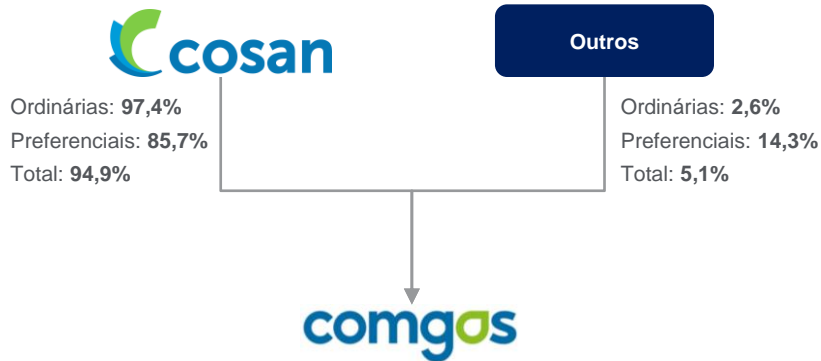 cosan
Outros
Ordinárias: 97,4%
Preferenciais: 85,7%
Total: 94,9%
Ordinárias: 2,6%
Preferenciais: 14,3%
Total: 5,1%
comgas